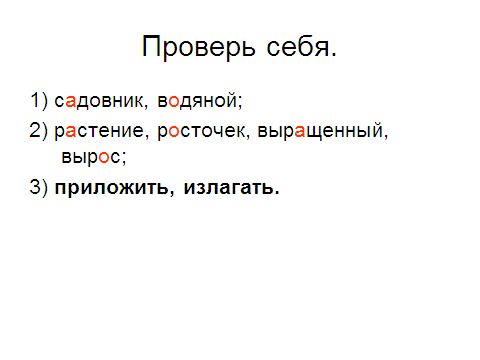 Проверь себя.
1) садовник, водяной;
2) растение, росточек, выращенный,
вырос;
3) приложить, излагать.